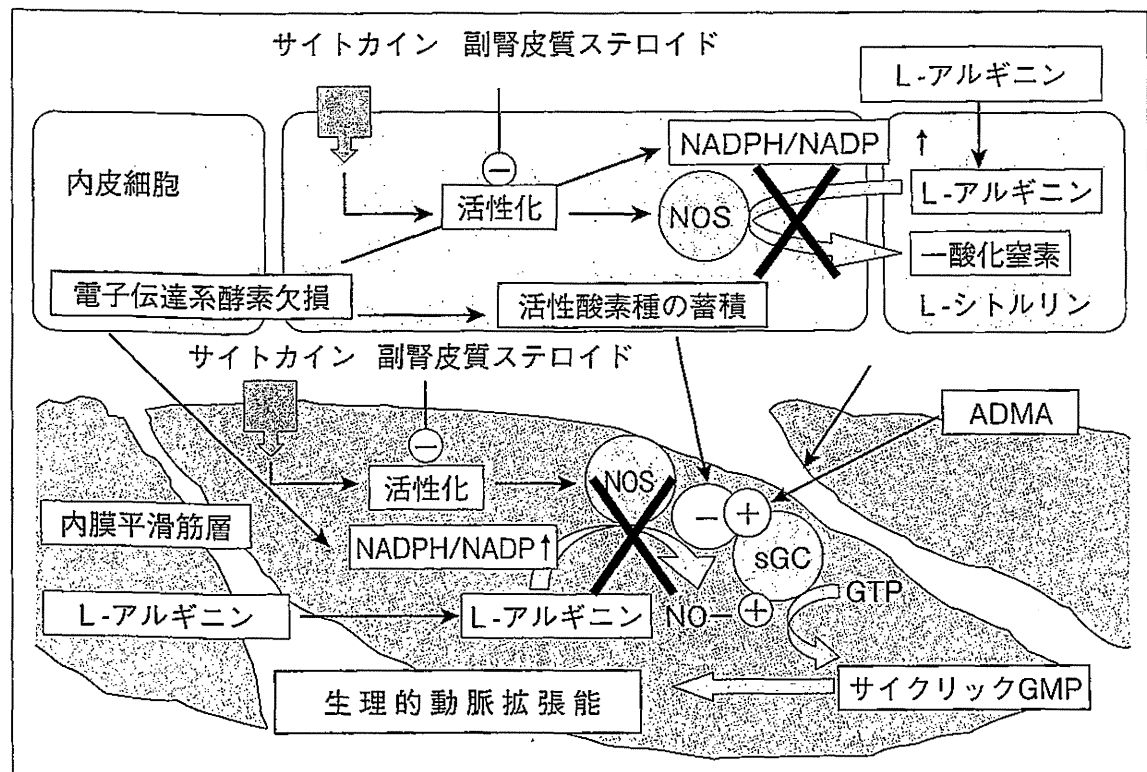 サイトカイン 副腎皮質ステロイド
L-アルギニン
NADPH/NADP ↑
内皮細胞
−
活性化
NOS
L-アルギニン
一酸化窒素
電子伝達系酵素欠損
活性酸素種の蓄積
L-シトルリン
サイトカイン 副腎皮質ステロイド
ADMA
−
活性化
NOS
− +
内膜平滑筋層
NADPH/NADP↑
sGC
L-アルギニン
L-アルギニン
NO− +
GTP
生理的動脈拡張能
サイクリックGMP